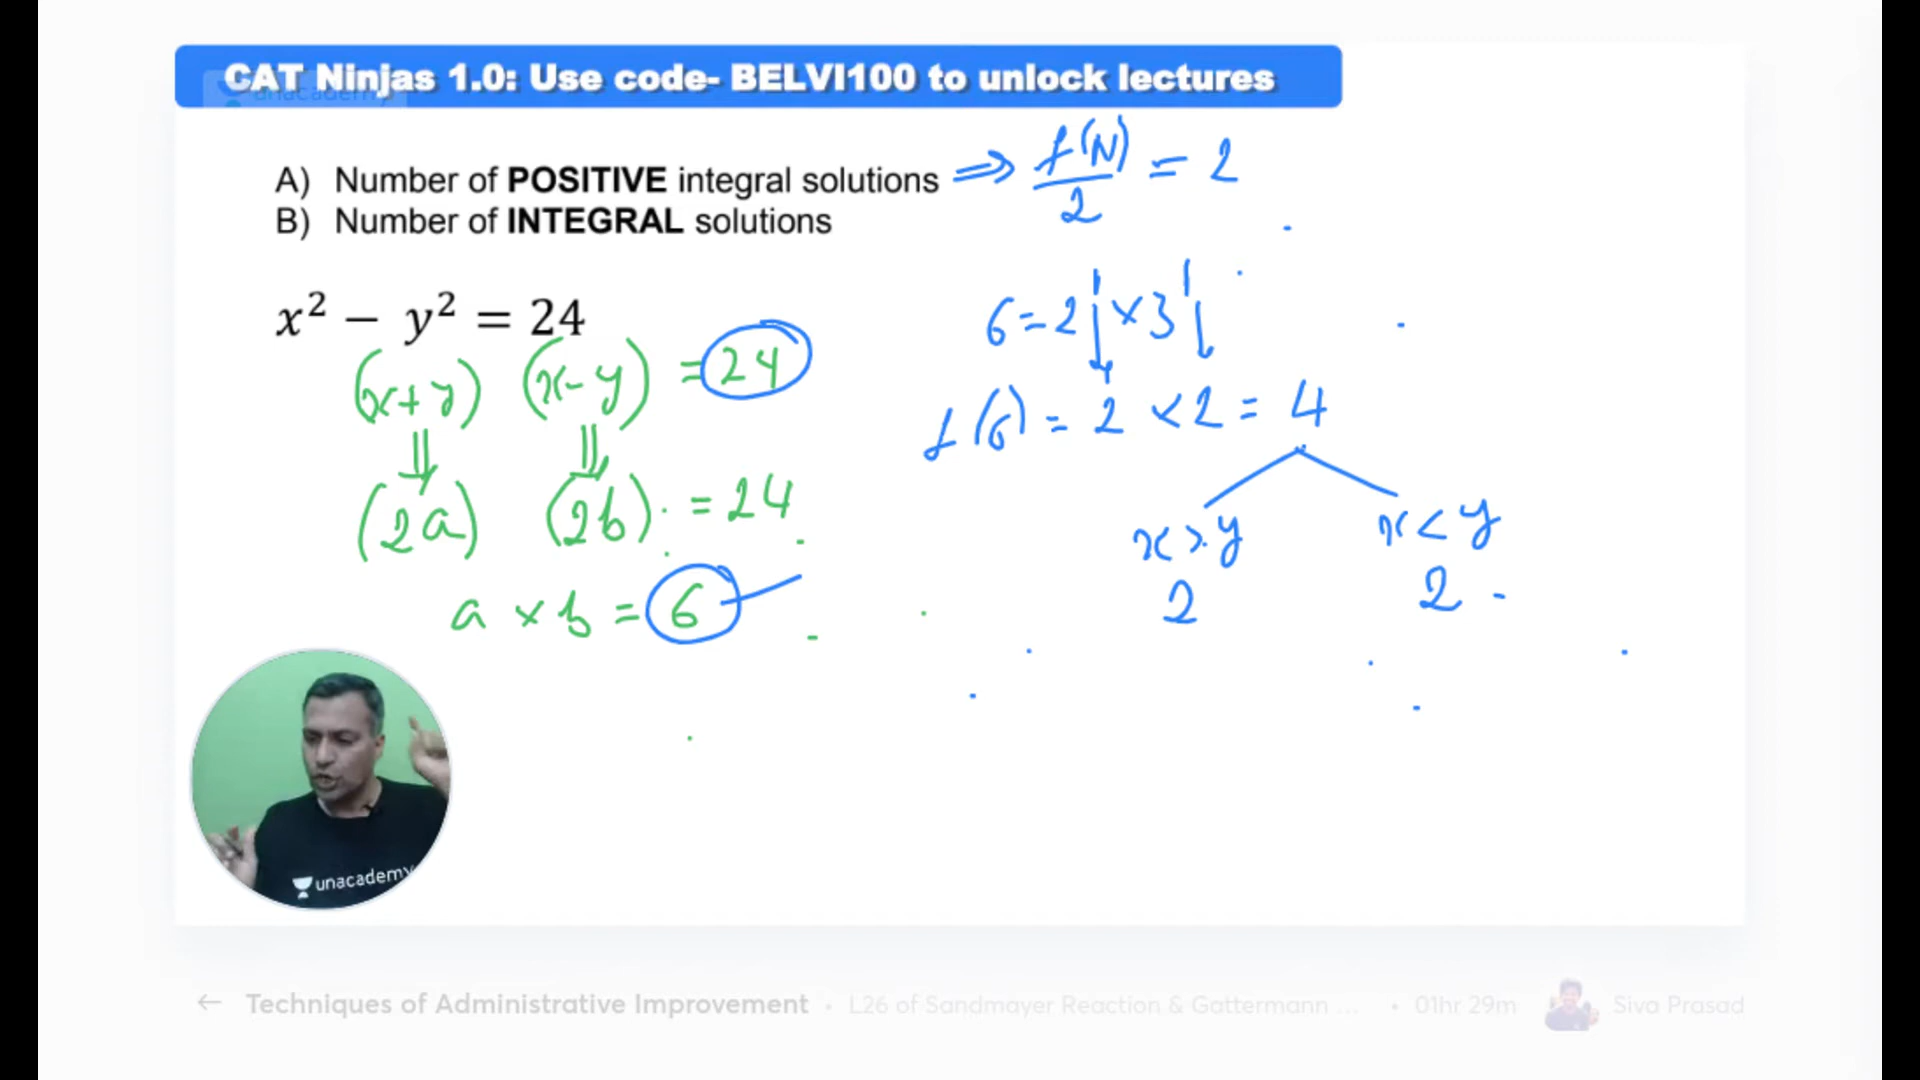 CAT Ninjas 1.0: Use code- BELVI100 to unlock lectures
unacademy
A) Number of POSITIVE integral solutions ⇒ f(N)/2 = 2
B) Number of INTEGRAL solutions
x² − y² = 24
(x+y) (x-y) = 24
(2a) (2b) = 24
a × b = 6
6 = 2¹ × 3¹
f(6) = 2 × 2 = 4
x > y
2
x < y
2
unacademy
← Techniques of Administrative Improvement • L26 of Sandmayer Reaction & Gattermann ... • 01hr 29m Siva Prasad